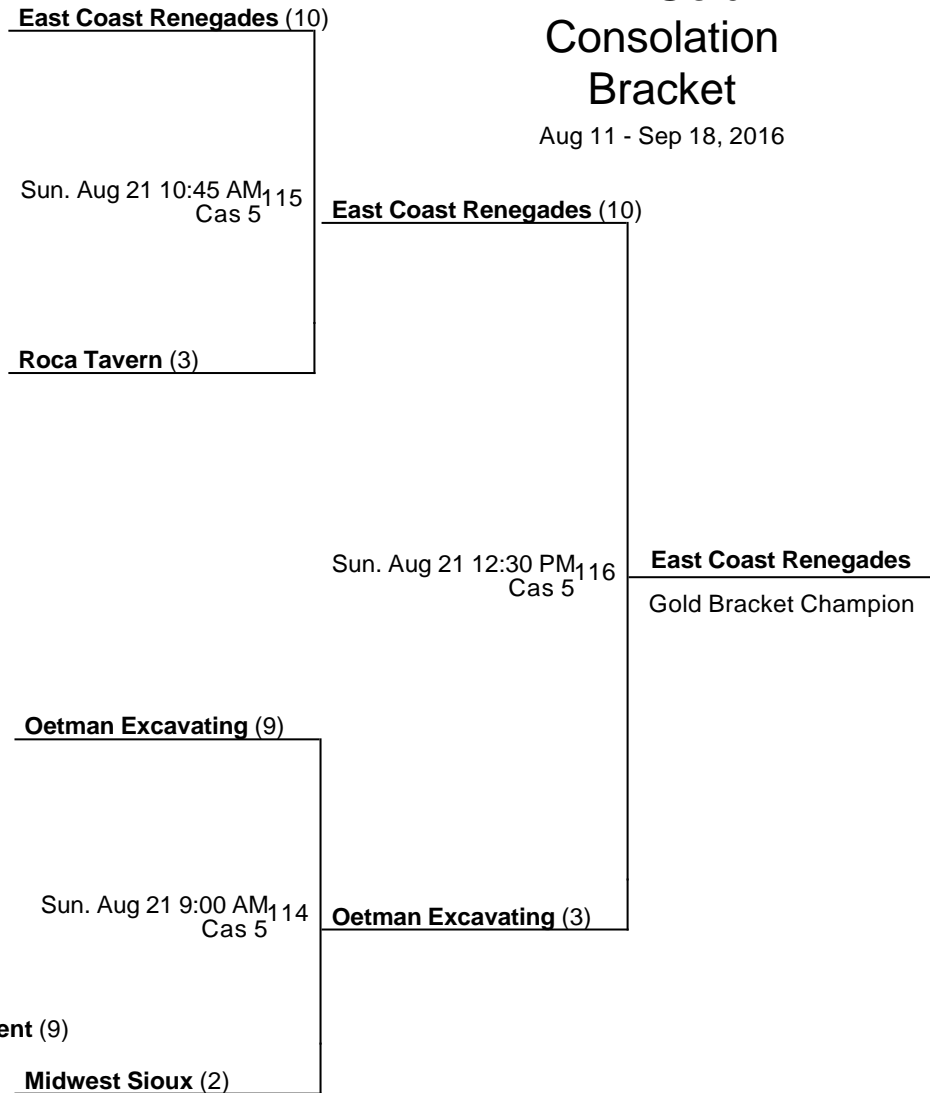 Consolation
Bracket
Aug 11 - Sep 18, 2016
East Coast Renegades (10)
Sun. Aug 21 10:45 AM 115
Cas 5
East Coast Renegades (10)
Roca Tavern (3)
Sun. Aug 21 12:30 PM 116
Cas 5
East Coast Renegades
Gold Bracket Champion
Oetman Excavating (9)
Sun. Aug 21 9:00 AM 114
Cas 5
Oetman Excavating (3)
ent (9)
Midwest Sioux (2)